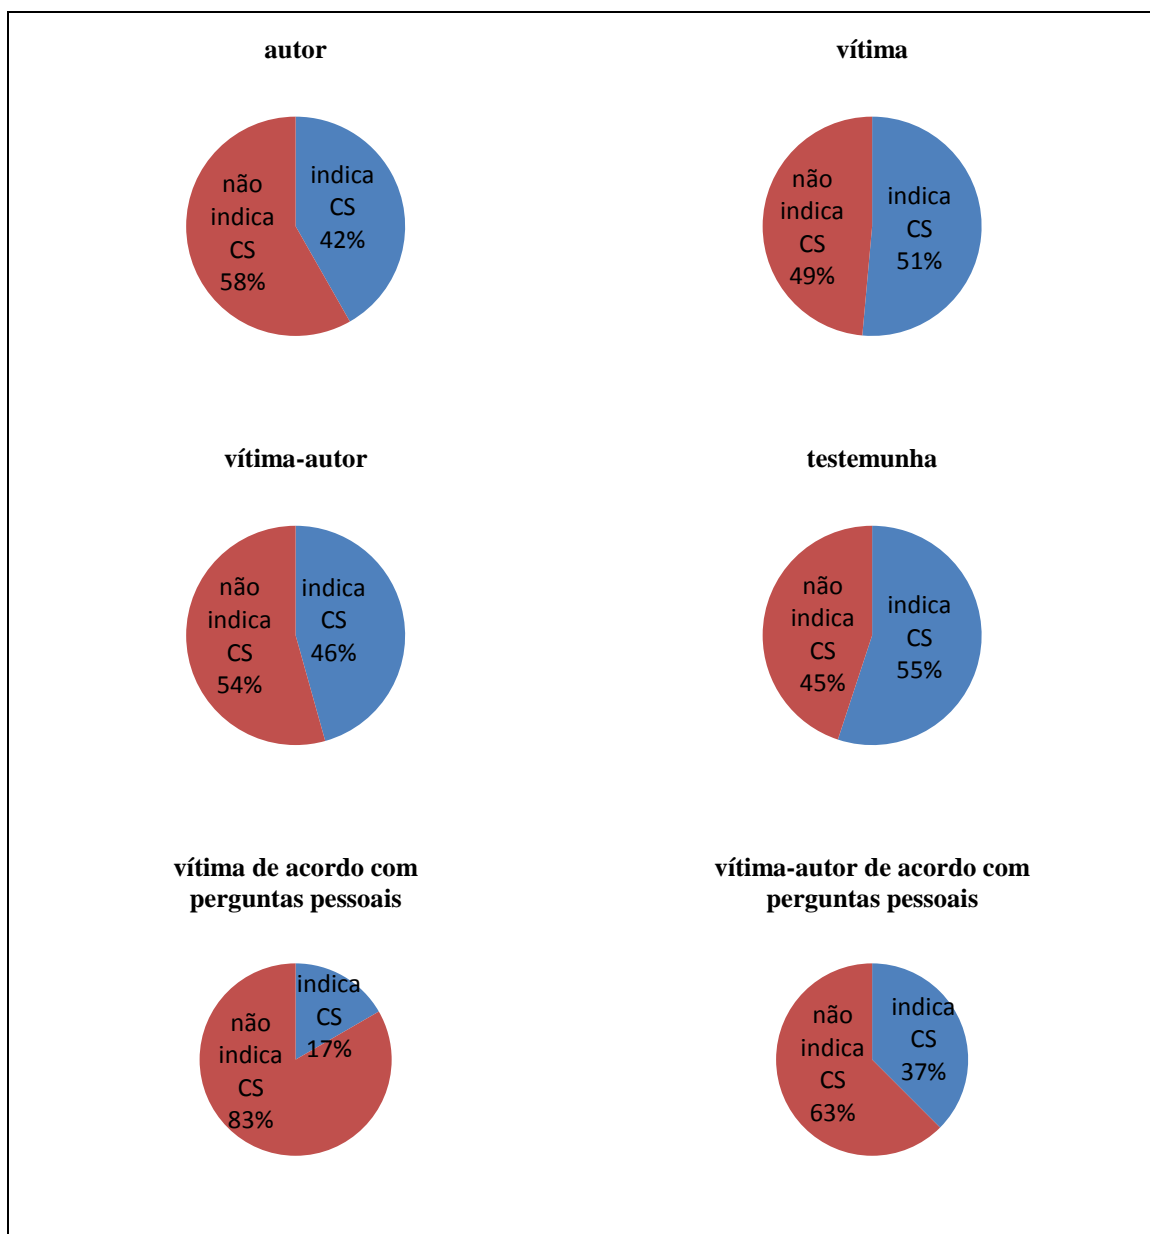 autor
não
indica
CS
58%
indica
CS
42%
vítima
não
indica
CS
49%
indica
CS
51%
vítima-autor
não
indica
CS
54%
indica
CS
46%
testemunha
não
indica
CS
45%
indica
CS
55%
vítima de acordo com
perguntas pessoais
não
indica
CS
83%
indica
CS
17%
vítima-autor de acordo com
perguntas pessoais
não
indica
CS
63%
indica
CS
37%